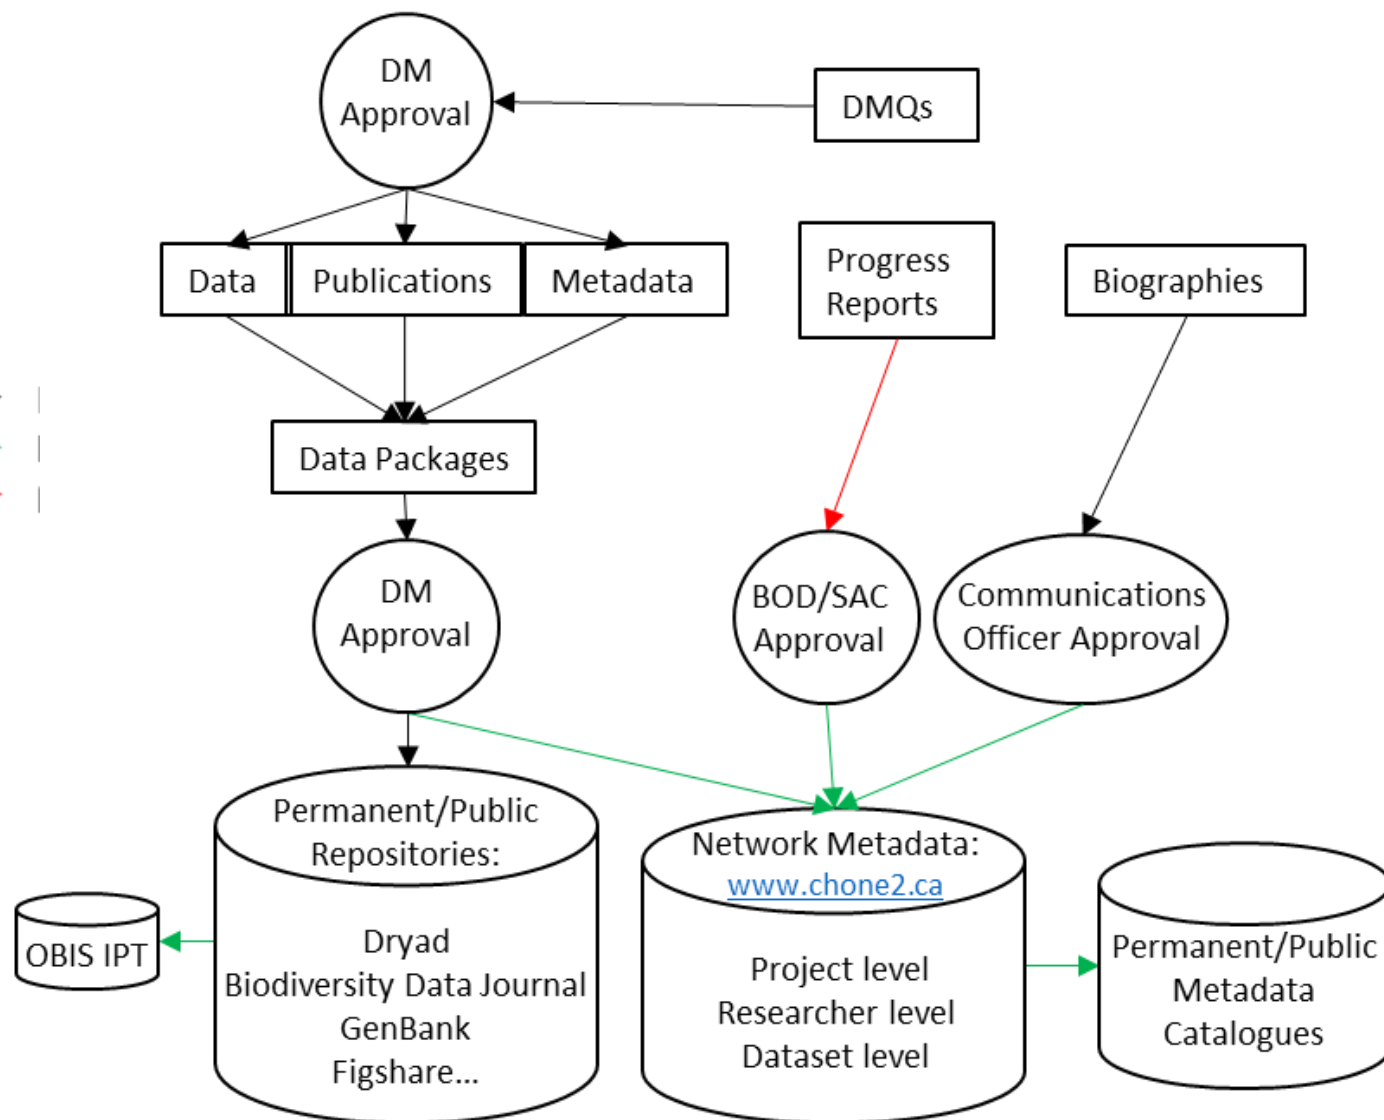 DM
Approval
DMQs
Data
Publications
Metadata
Progress
Reports
Biographies
Data Packages
DM
Approval
BOD/SAC
Approval
Communications
Officer Approval
Permanent/Public
Repositories:
Dryad
Biodiversity Data Journal
GenBank
Figshare...
OBIS IPT
Network Metadata:
www.chone2.ca
Project level
Researcher level
Dataset level
Permanent/Public
Metadata
Catalogues